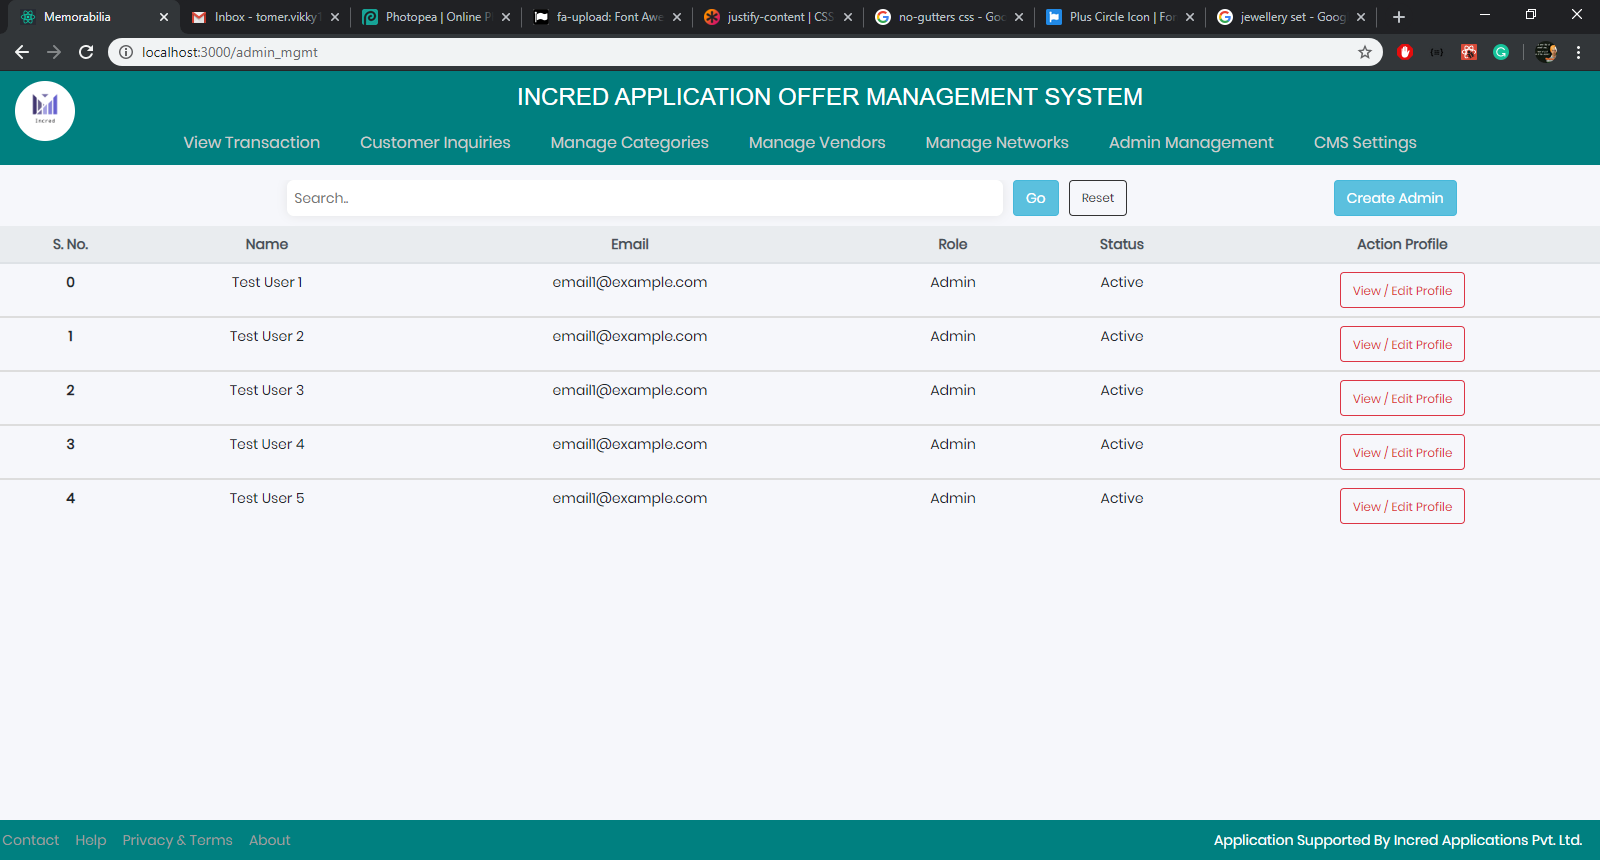 Memorabilia
Inbox - tomer.vikky1
Photopea | Online P
fa-upload: Font Awe
justify-content | CSS
no-gutters css - Goo
Plus Circle Icon | For
jewellery set - Goog
localhost:3000/admin_mgmt
Incred
INCRED APPLICATION OFFER MANAGEMENT SYSTEM
View Transaction Customer Inquiries Manage Categories Manage Vendors Manage Networks Admin Management CMS Settings
Search.. Go Reset Create Admin
S. No. Name Email Role Status Action Profile
0 Test User 1 email1@example.com Admin Active View / Edit Profile
1 Test User 2 email1@example.com Admin Active View / Edit Profile
2 Test User 3 email1@example.com Admin Active View / Edit Profile
3 Test User 4 email1@example.com Admin Active View / Edit Profile
4 Test User 5 email1@example.com Admin Active View / Edit Profile
Contact Help Privacy & Terms About Application Supported By Incred Applications Pvt. Ltd.